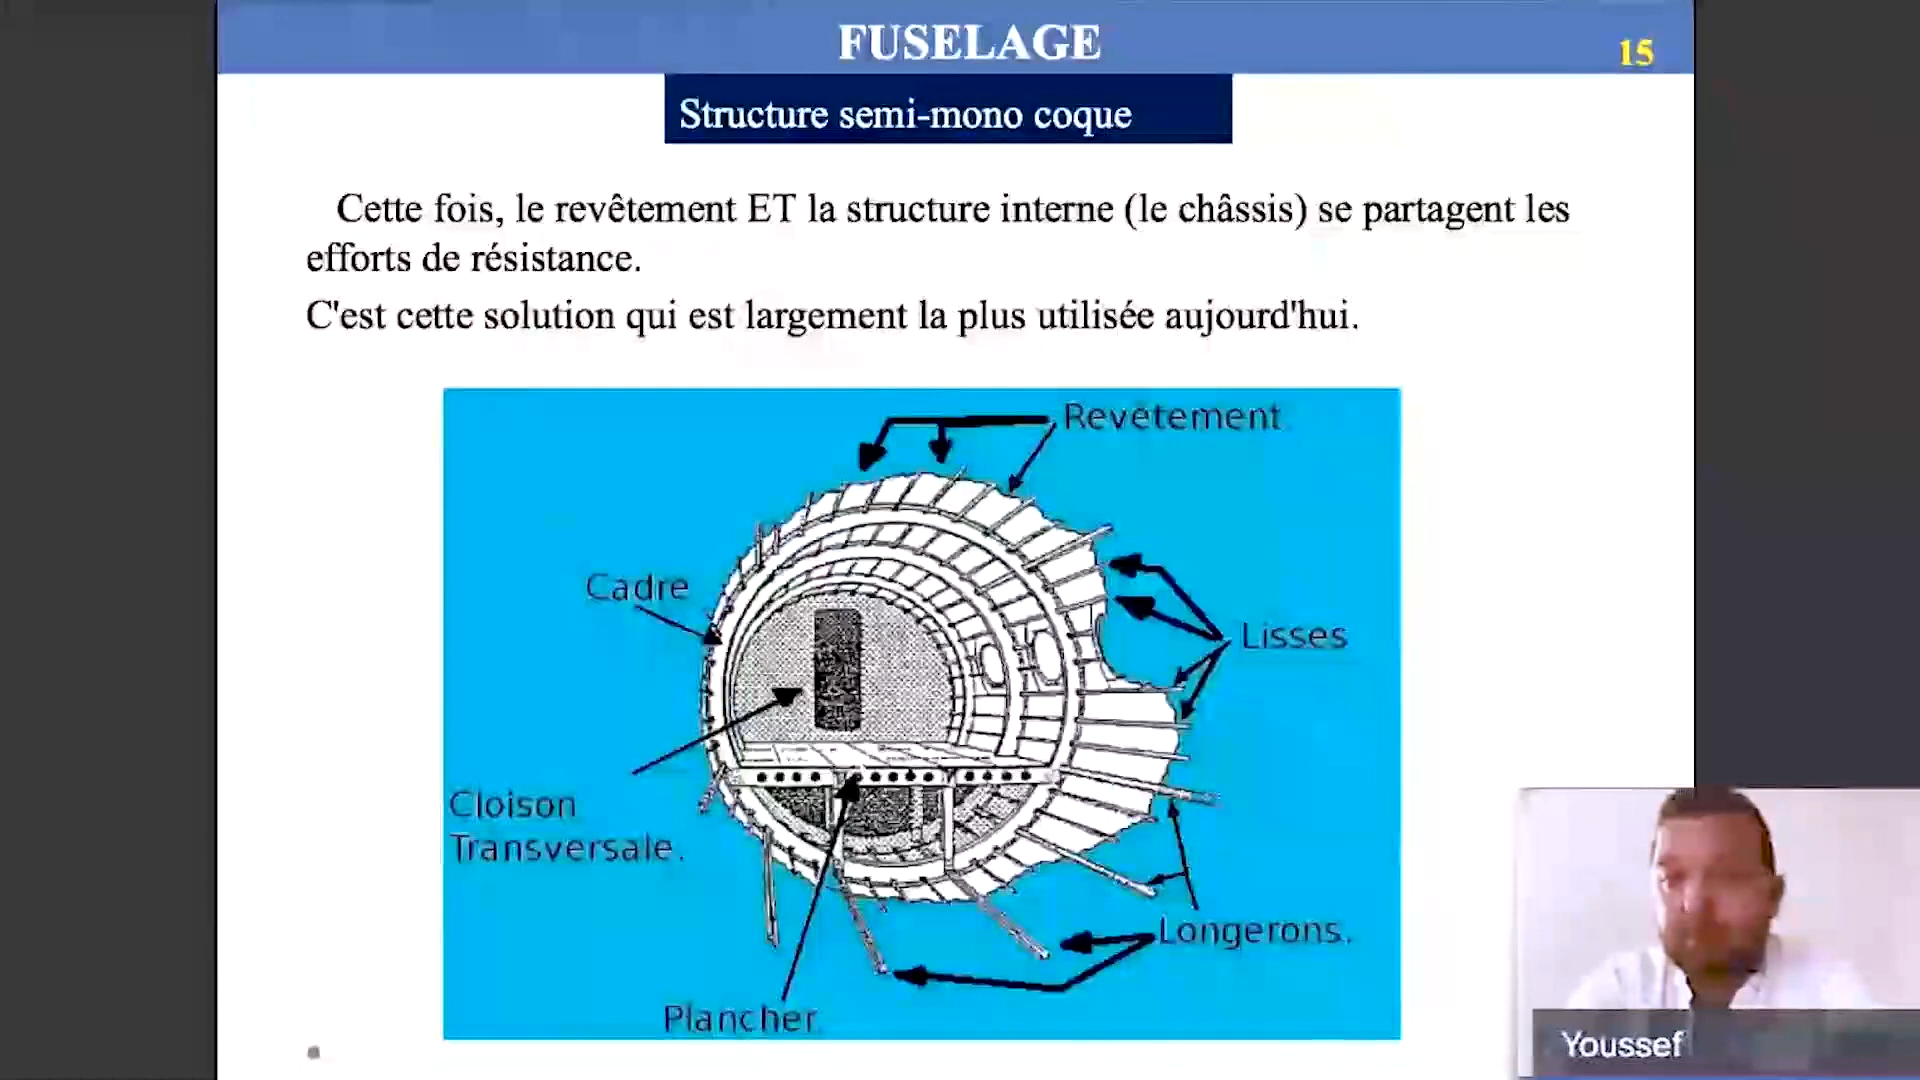 FUSELAGE
15
Structure semi-mono coque
Cette fois, le revêtement ET la structure interne (le châssis) se partagent les
efforts de résistance.
C'est cette solution qui est largement la plus utilisée aujourd'hui.
Revêtement.
Cadre
Lisses
Cloison
Transversale.
Longerons.
Plancher
Youssef